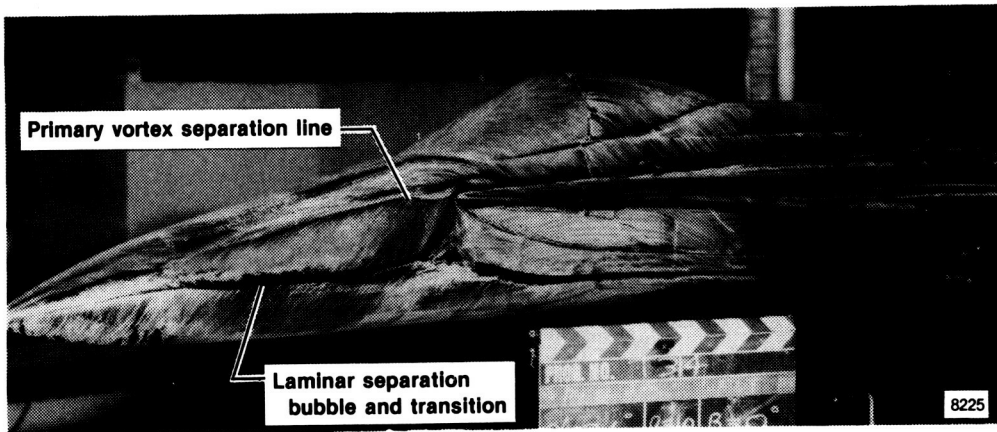 Primary vortex separation line
Laminar separation
bubble and transition
8225